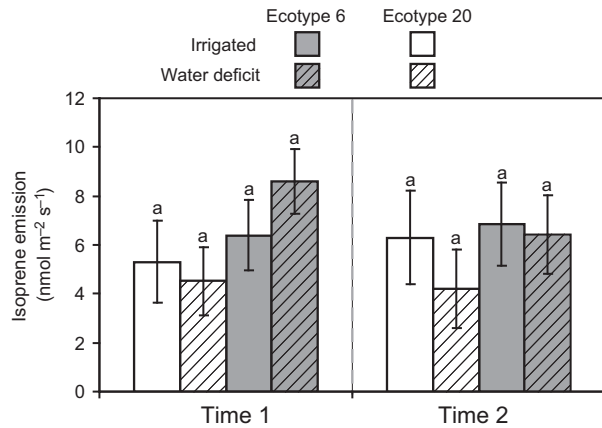 Ecotype 6 Ecotype 20
Irrigated
Water deficit
12
10
8
6
4
2
0
Isoprene emission
(nmol m⁻² s⁻¹)
a a a a a a a a
Time 1 Time 2